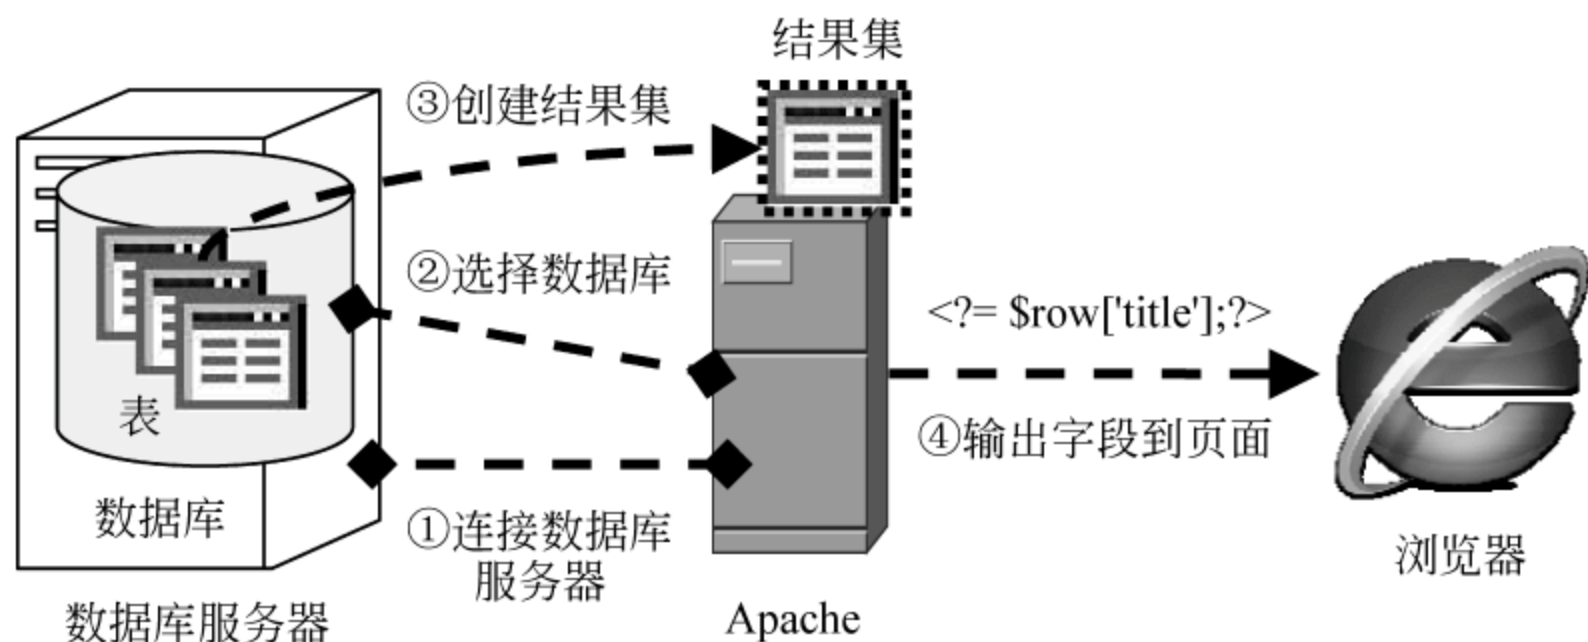 结果集
③创建结果集
②选择数据库
<?= $row['title'];?>
表
④输出字段到页面
数据库
①连接数据库
服务器
浏览器
数据库服务器
Apache